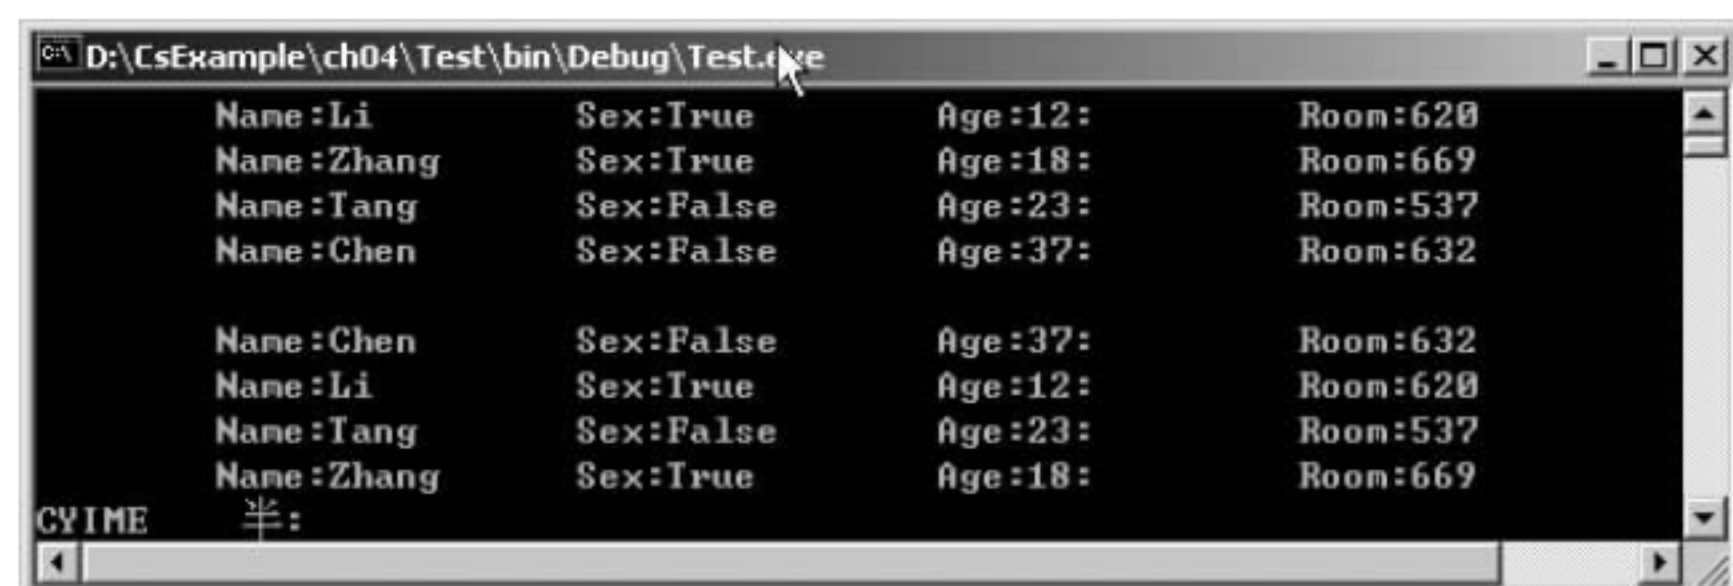 D:\CsExample\ch04\Test\bin\Debug\Test.exe
Name:Li Sex:True Age:12: Room:620
Name:Zhang Sex:True Age:18: Room:669
Name:Tang Sex:False Age:23: Room:537
Name:Chen Sex:False Age:37: Room:632
Name:Chen Sex:False Age:37: Room:632
Name:Li Sex:True Age:12: Room:620
Name:Tang Sex:False Age:23: Room:537
Name:Zhang Sex:True Age:18: Room:669
CYIME 半: